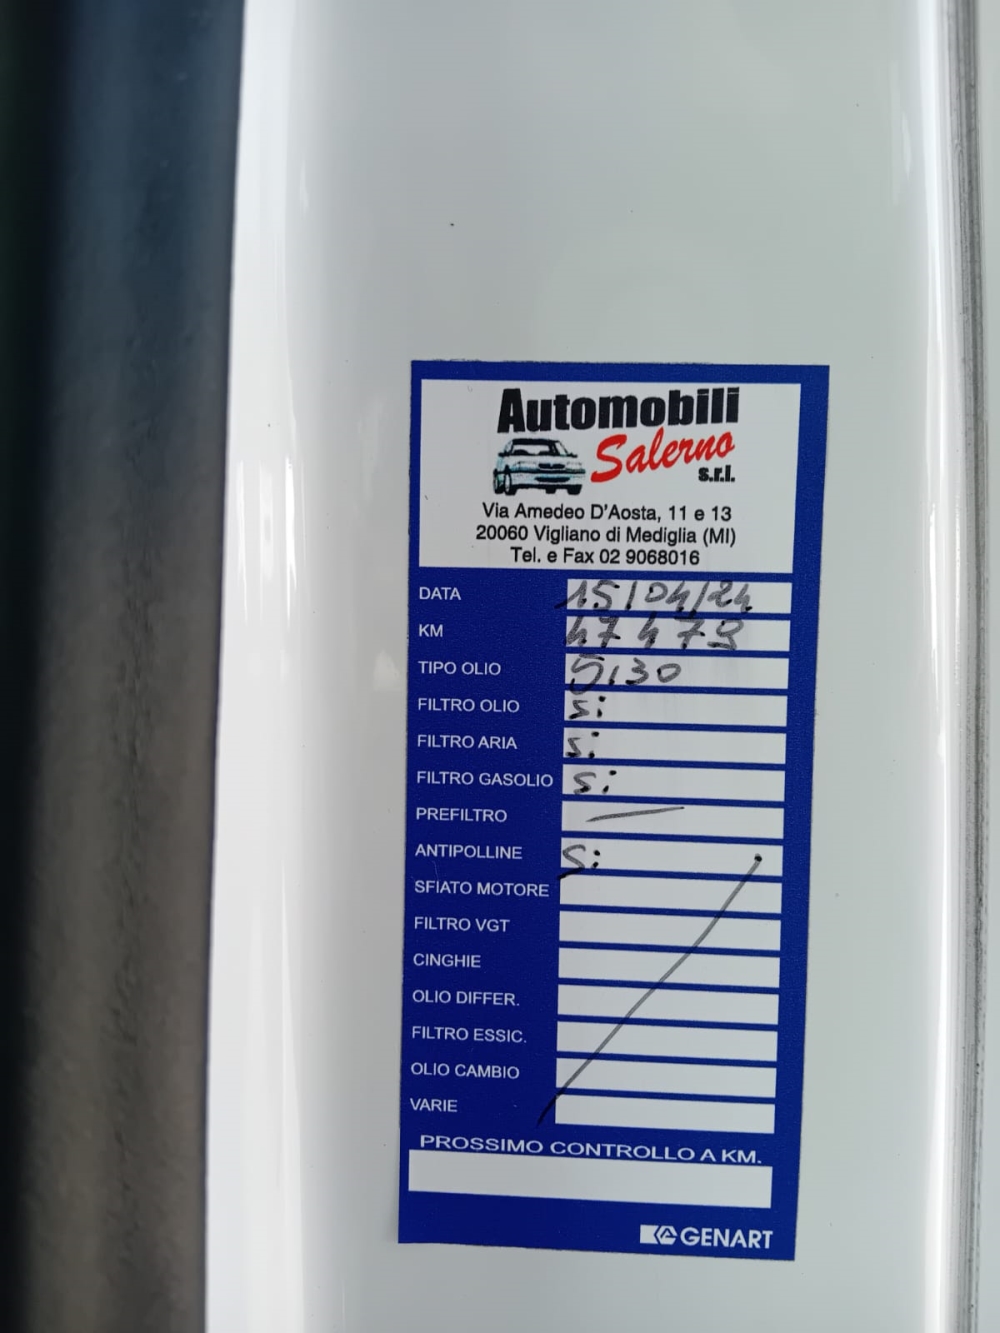 Automobili
Salerno
s.r.l.
Via Amedeo D'Aosta, 11 e 13
20060 Vigliano di Mediglia (MI)
Tel. e Fax 02 9068016
DATA 15/04/24
KM 47479
TIPO OLIO 5.30
FILTRO OLIO si
FILTRO ARIA si
FILTRO GASOLIO si
PREFILTRO —
ANTIPOLLINE si
SFIATO MOTORE
FILTRO VGT
CINGHIE
OLIO DIFFER.
FILTRO ESSIC.
OLIO CAMBIO
VARIE
PROSSIMO CONTROLLO A KM.
GENART